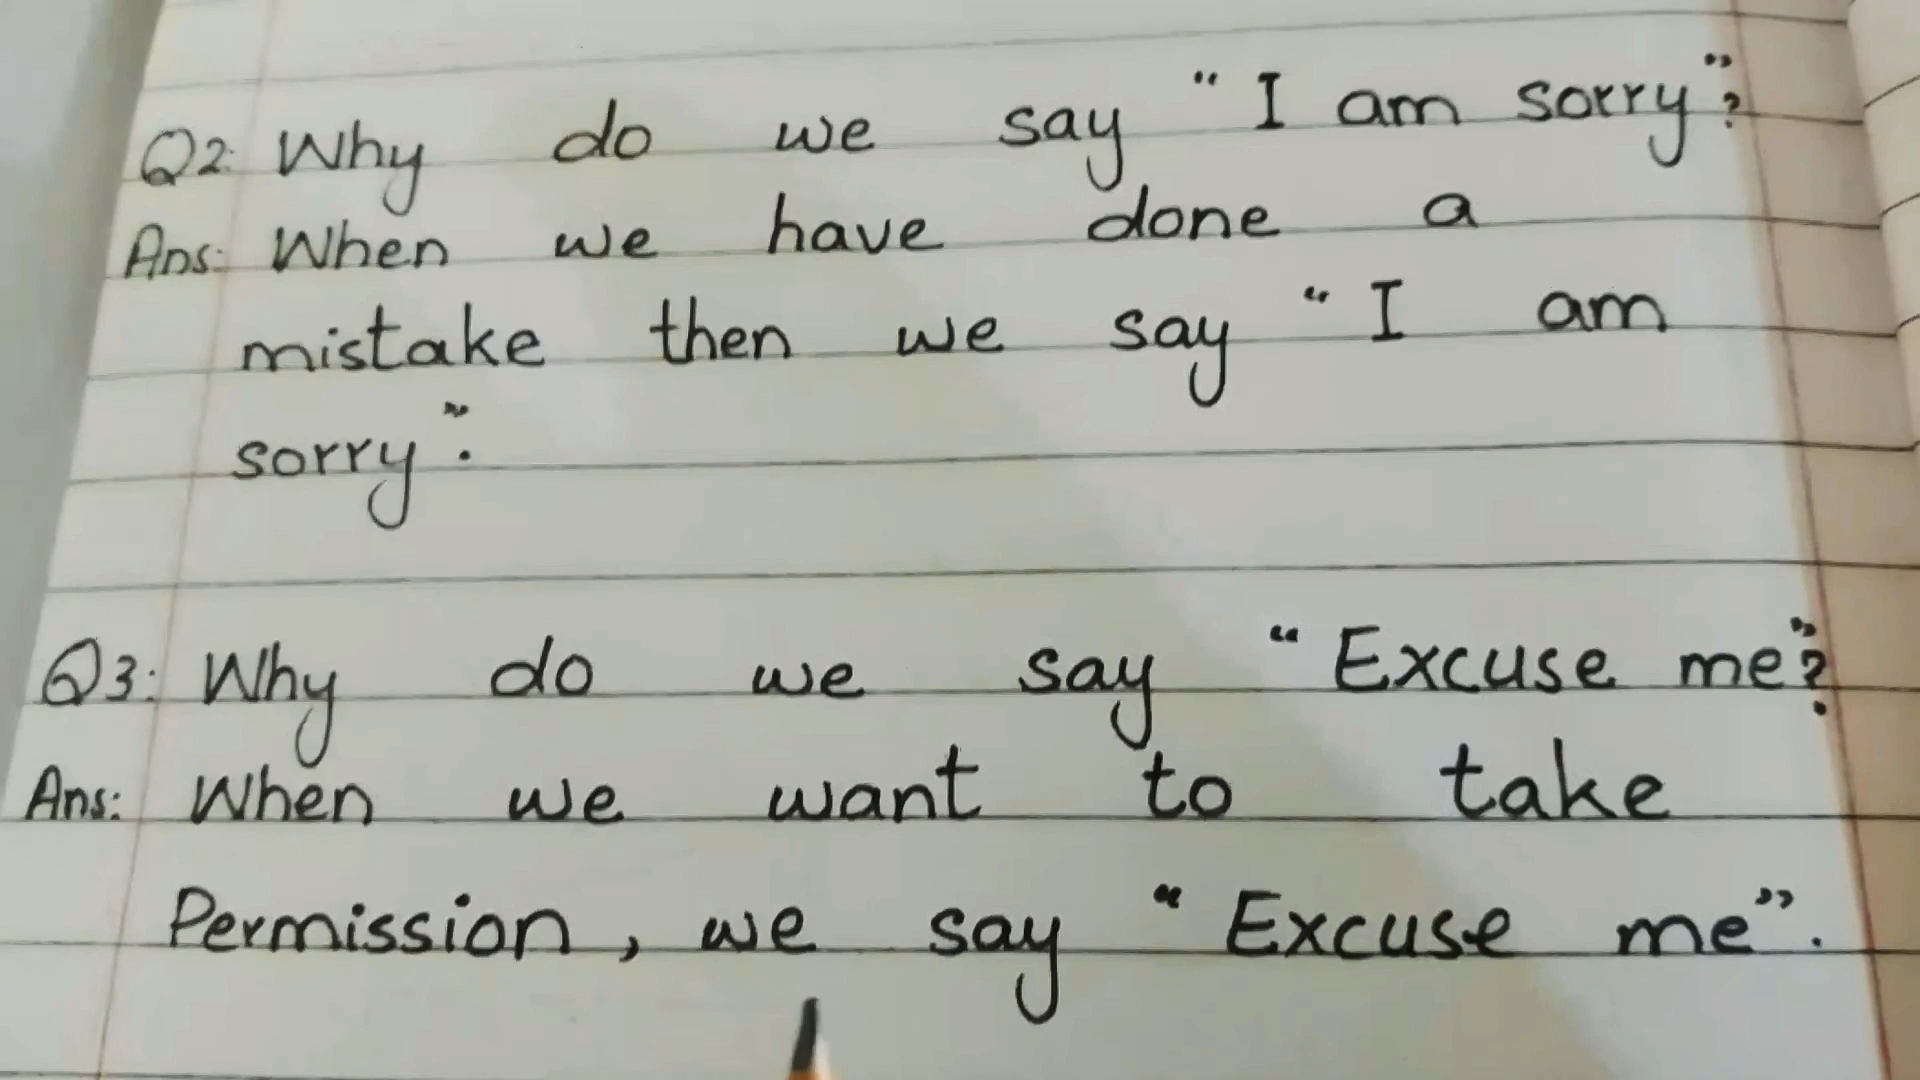 Q2: Why do we say "I am sorry"?
Ans: When we have done a
mistake then we say "I am
sorry".
Q3: Why do we say "Excuse me"?
Ans: When we want to take
Permission, we say "Excuse me".